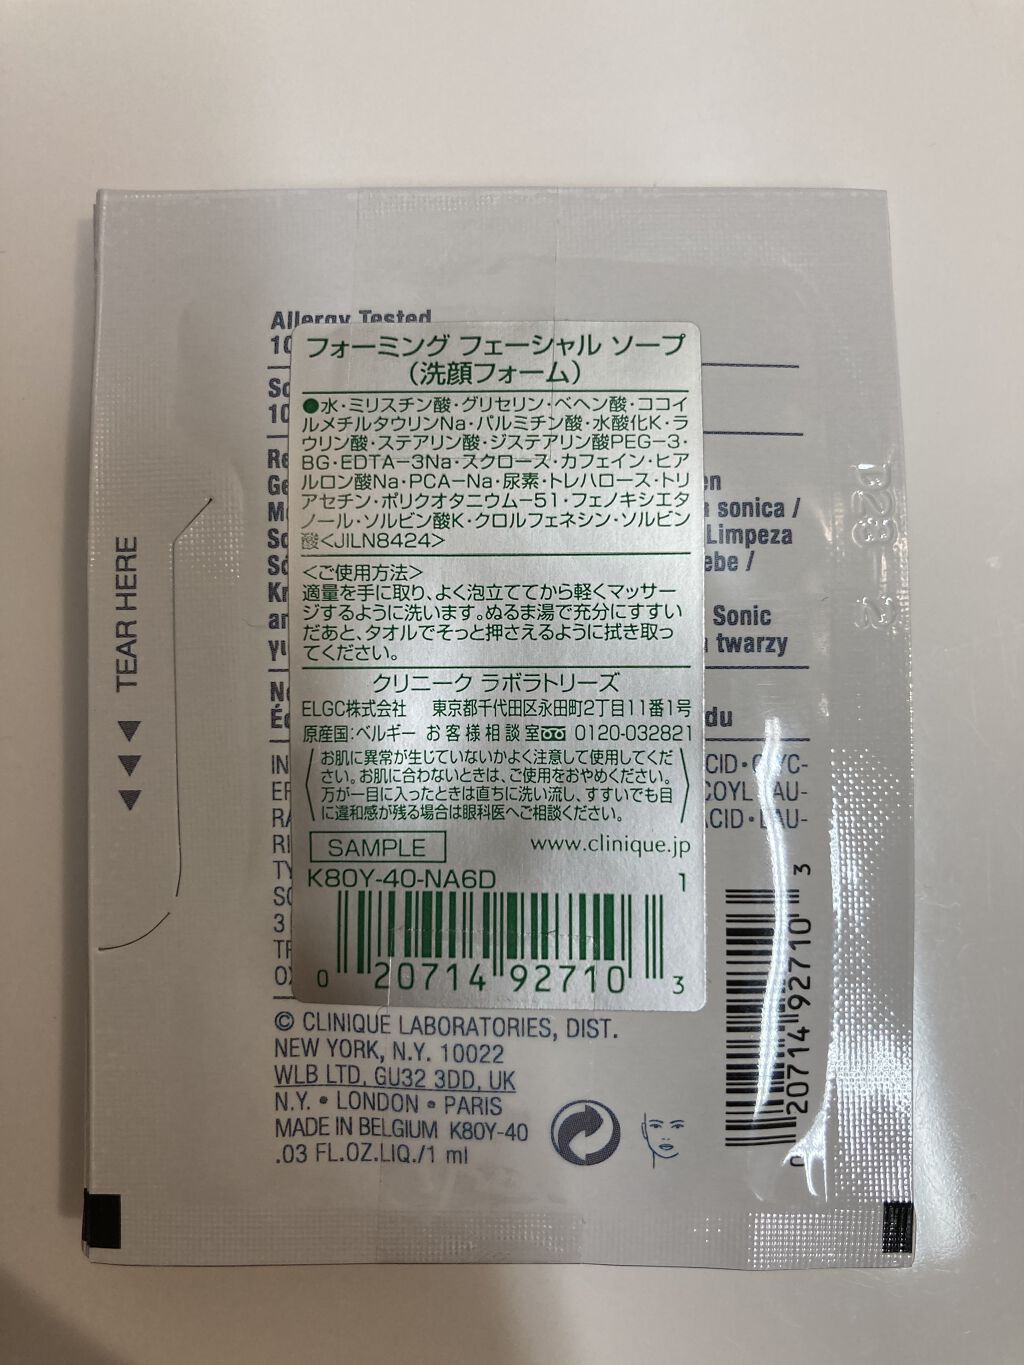 Allergy Tested
10
フォーミング フェーシャル ソープ
（洗顔フォーム）
●水・ミリスチン酸・グリセリン・ベヘン酸・ココイ
ルメチルタウリンNa・パルミチン酸・水酸化K・ラ
ウリン酸・ステアリン酸・ジステアリン酸PEG－3・
BG・EDTA－3Na・スクロース・カフェイン・ヒア
ルロン酸Na・PCA－Na・尿素・トレハロース・トリ
アセチン・ポリクオタニウム－51・フェノキシエタ
ノール・ソルビン酸K・クロルフェネシン・ソルビン
酸<JILN8424>
<ご使用方法>
適量を手に取り、よく泡立ててから軽くマッサー
ジするように洗います。ぬるま湯で充分にすすい
だあと、タオルでそっと押さえるように拭き取っ
てください。
クリニーク ラボラトリーズ
ELGC株式会社 東京都千代田区永田町2丁目11番1号
原産国：ベルギー お客様相談室 0120-032821
お肌に異常が生じていないかよく注意して使用してくだ
さい。お肌に合わないときは、ご使用をおやめください。
万が一目に入ったときは直ちに洗い流し、すすいでも目
に違和感が残る場合は眼科医へご相談ください。
SAMPLE www.clinique.jp
K80Y-40-NA6D 1
0 20714 92710 3
So
10
Re
Ge
en
a sonica /
Limpeza
ebe /
Sonic
twarzy
du
© CLINIQUE LABORATORIES, DIST.
NEW YORK, N.Y. 10022
WLB LTD, GU32 3DD, UK
N.Y. • LONDON • PARIS
MADE IN BELGIUM K80Y-40
.03 FL.OZ.LIQ./1 ml
TEAR HERE
0 20714 92710 3